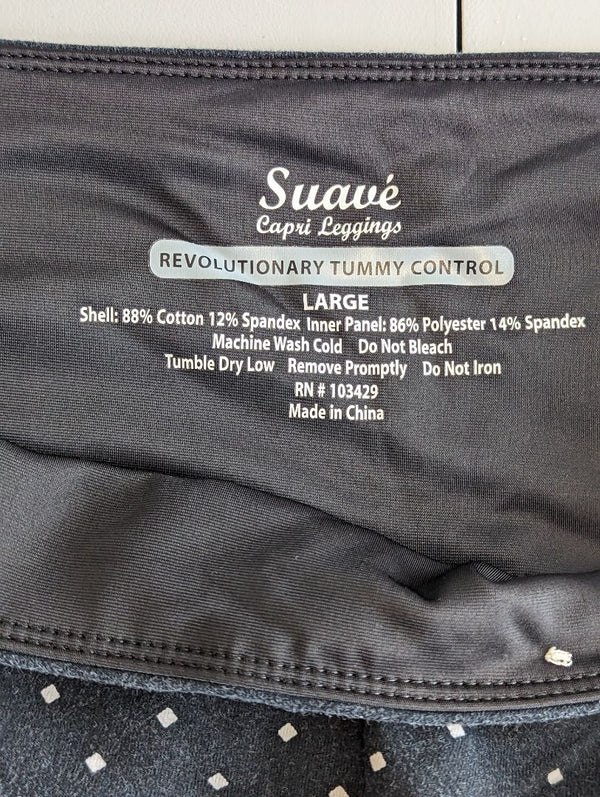 Suavé
Capri Leggings
REVOLUTIONARY TUMMY CONTROL
LARGE
Shell: 88% Cotton 12% Spandex Inner Panel: 86% Polyester 14% Spandex
Machine Wash Cold Do Not Bleach
Tumble Dry Low Remove Promptly Do Not Iron
RN # 103429
Made in China